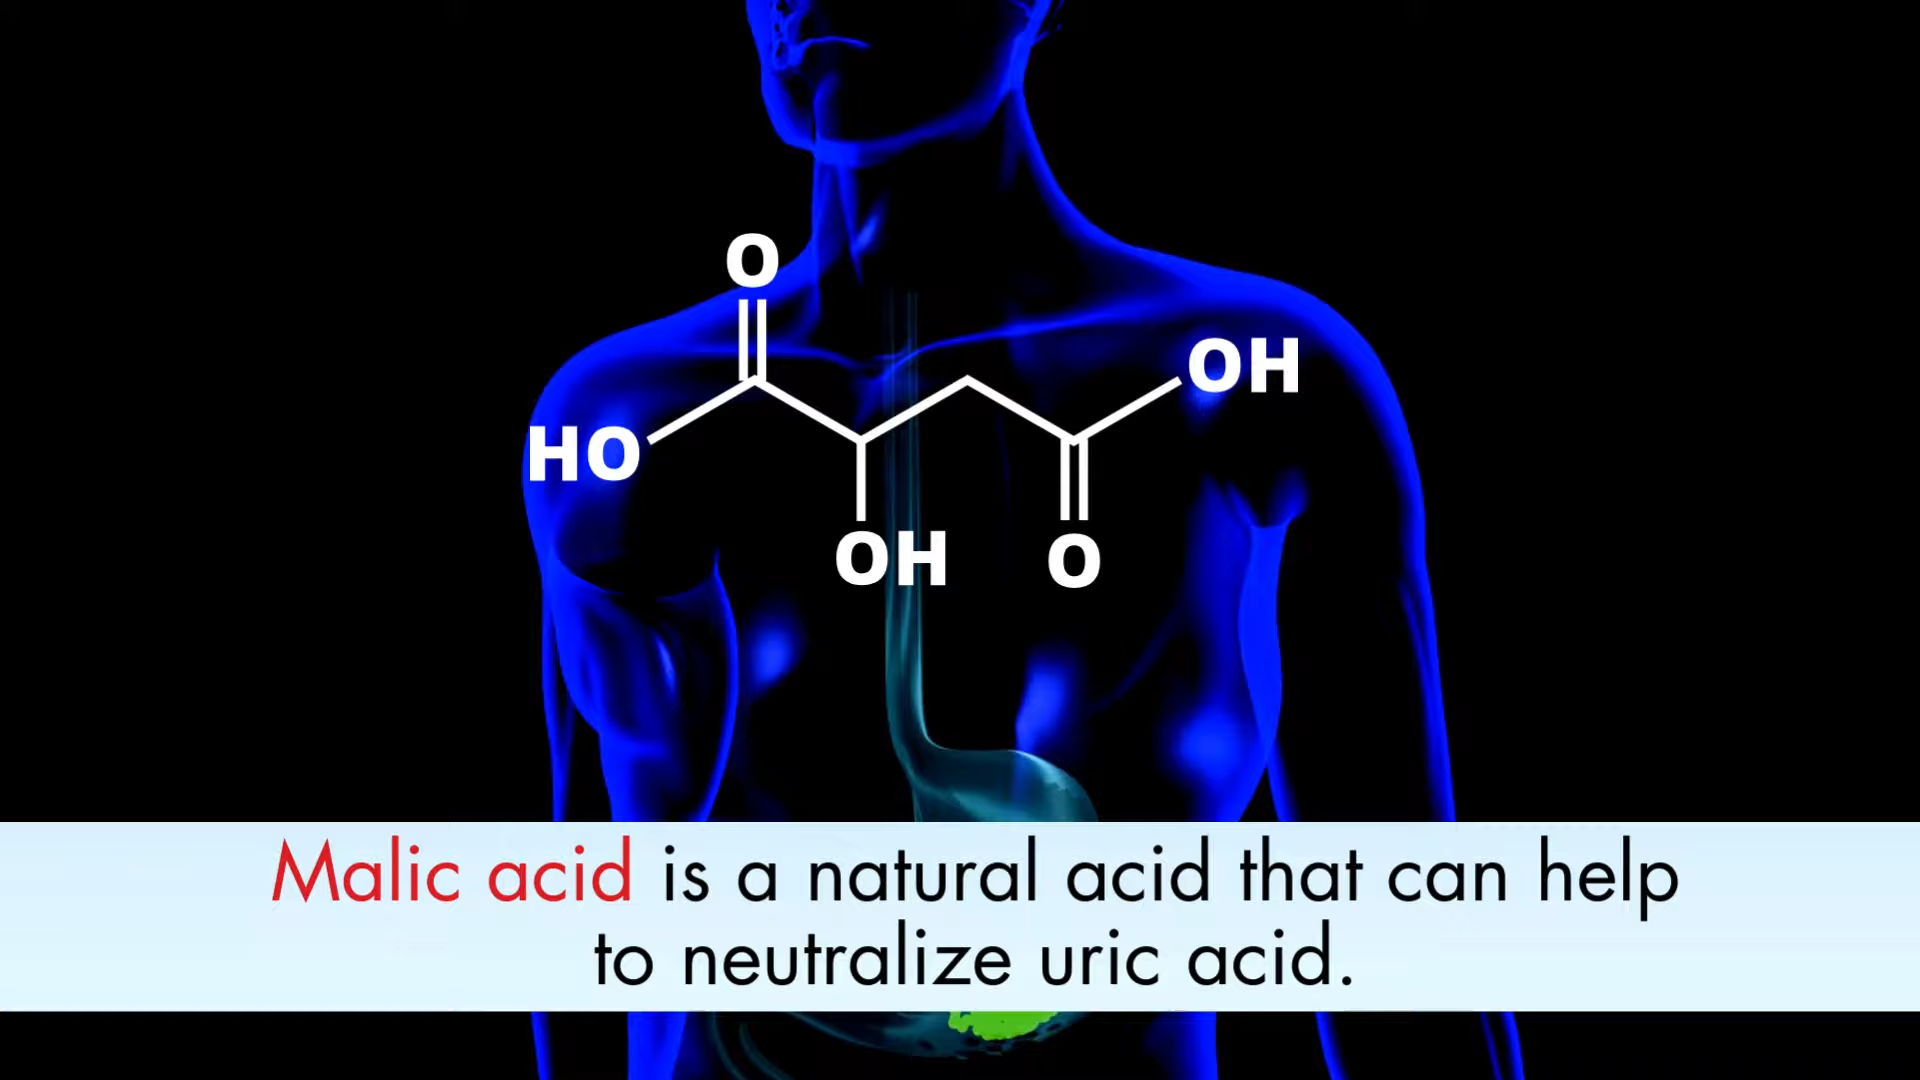 O
OH
HO
OH
O
Malic acid is a natural acid that can help
to neutralize uric acid.